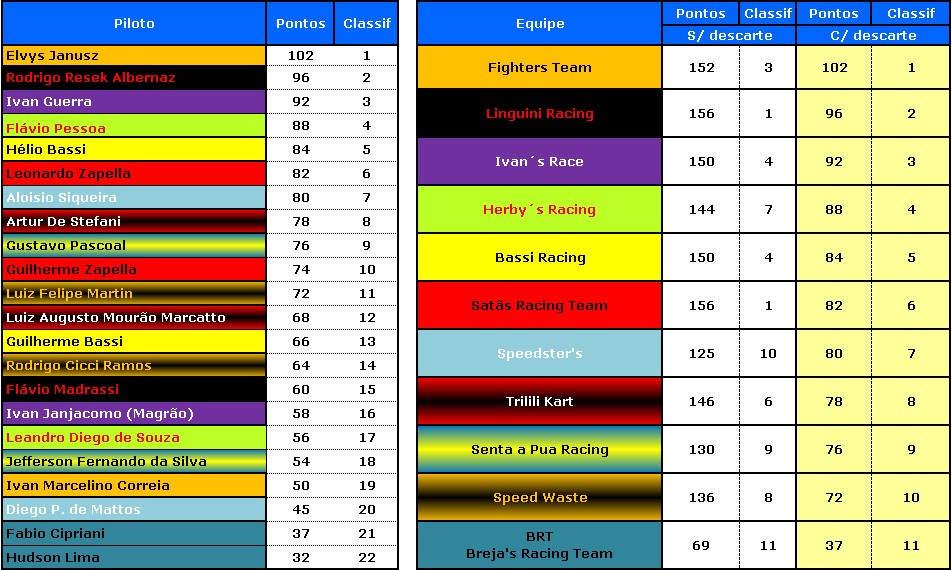 Piloto Pontos Classif
Elvys Janusz 102 1
Rodrigo Resek Albernaz 96 2
Ivan Guerra 92 3
Flávio Pessoa 88 4
Hélio Bassi 84 5
Leonardo Zapella 82 6
Aloisio Siqueira 80 7
Artur De Stefani 78 8
Gustavo Pascoal 76 9
Guilherme Zapella 74 10
Luiz Felipe Martin 72 11
Luiz Augusto Mourão Marcatto 68 12
Guilherme Bassi 66 13
Rodrigo Cicci Ramos 64 14
Flávio Madrassi 60 15
Ivan Janjacomo (Magrão) 58 16
Leandro Diego de Souza 56 17
Jefferson Fernando da Silva 54 18
Ivan Marcelino Correia 50 19
Diego P. de Mattos 45 20
Fabio Cipriani 37 21
Hudson Lima 32 22
Equipe Pontos Classif Pontos Classif
S/ descarte C/ descarte
Fighters Team 152 3 102 1
Linguini Racing 156 1 96 2
Ivan´s Race 150 4 92 3
Herby´s Racing 144 7 88 4
Bassi Racing 150 4 84 5
Satãs Racing Team 156 1 82 6
Speedster's 125 10 80 7
Trilili Kart 146 6 78 8
Senta a Pua Racing 130 9 76 9
Speed Waste 136 8 72 10
BRT
Breja's Racing Team 69 11 37 11